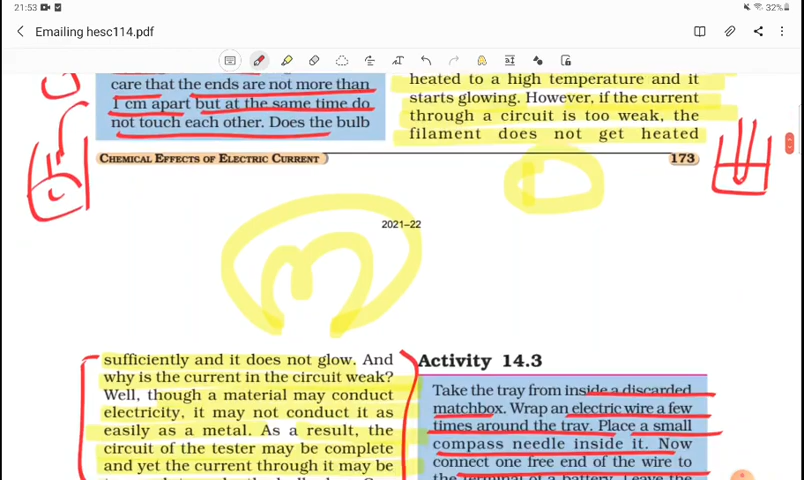 21:53
32%
Emailing hesc114.pdf
care that the ends are not more than
1 cm apart but at the same time do
not touch each other. Does the bulb
heated to a high temperature and it
starts glowing. However, if the current
through a circuit is too weak, the
filament does not get heated
CHEMICAL EFFECTS OF ELECTRIC CURRENT
173
2021–22
sufficiently and it does not glow. And
why is the current in the circuit weak?
Well, though a material may conduct
electricity, it may not conduct it as
easily as a metal. As a result, the
circuit of the tester may be complete
and yet the current through it may be
Activity 14.3
Take the tray from inside a discarded
matchbox. Wrap an electric wire a few
times around the tray. Place a small
compass needle inside it. Now
connect one free end of the wire to
the terminal of a battery. Leave the